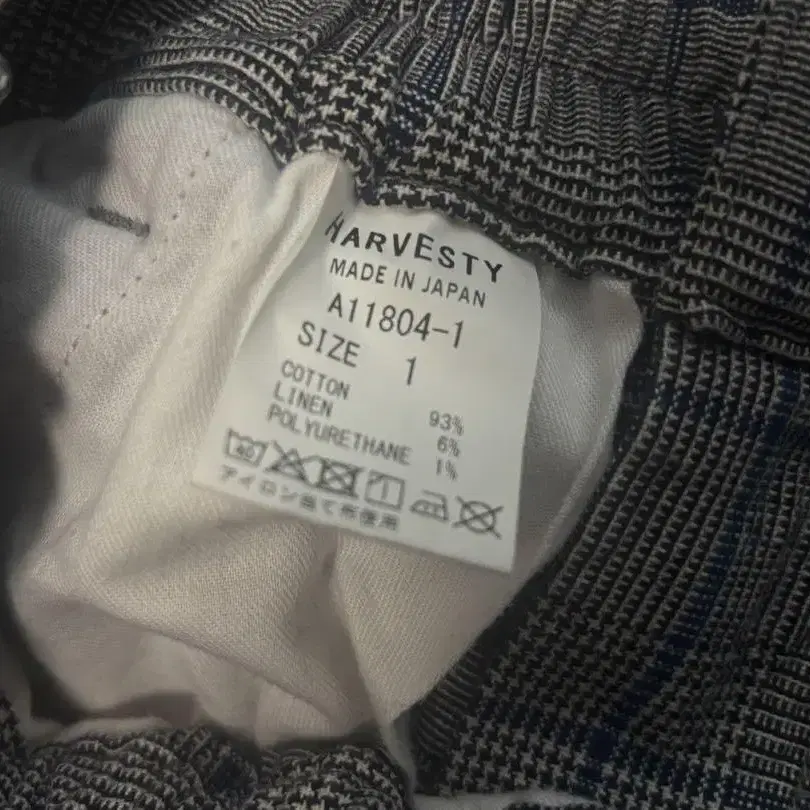 HARVESTY
MADE IN JAPAN
A11804-1
SIZE 1
COTTON 93%
LINEN 6%
POLYURETHANE 1%
40
アイロン当て布使用